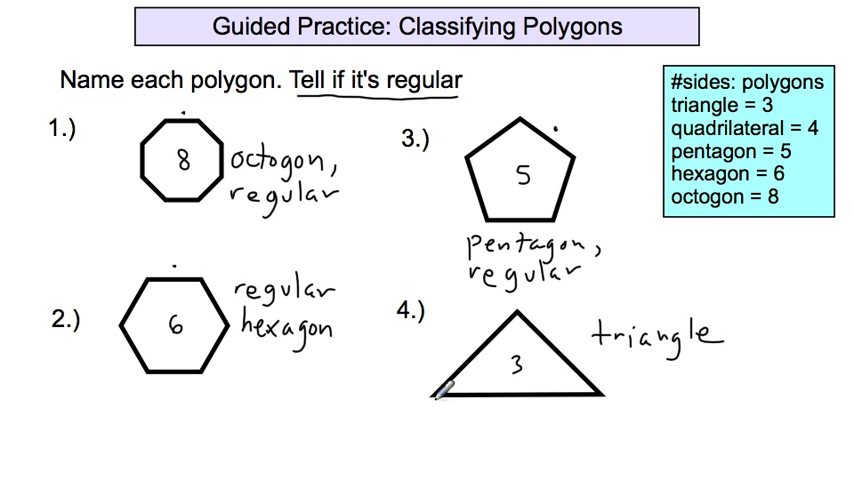 Guided Practice: Classifying Polygons
Name each polygon. Tell if it's regular
#sides: polygons
triangle = 3
quadrilateral = 4
pentagon = 5
hexagon = 6
octogon = 8
1.)
8
octogon,
regular
2.)
6
regular
hexagon
3.)
5
pentagon,
regular
4.)
3
triangle